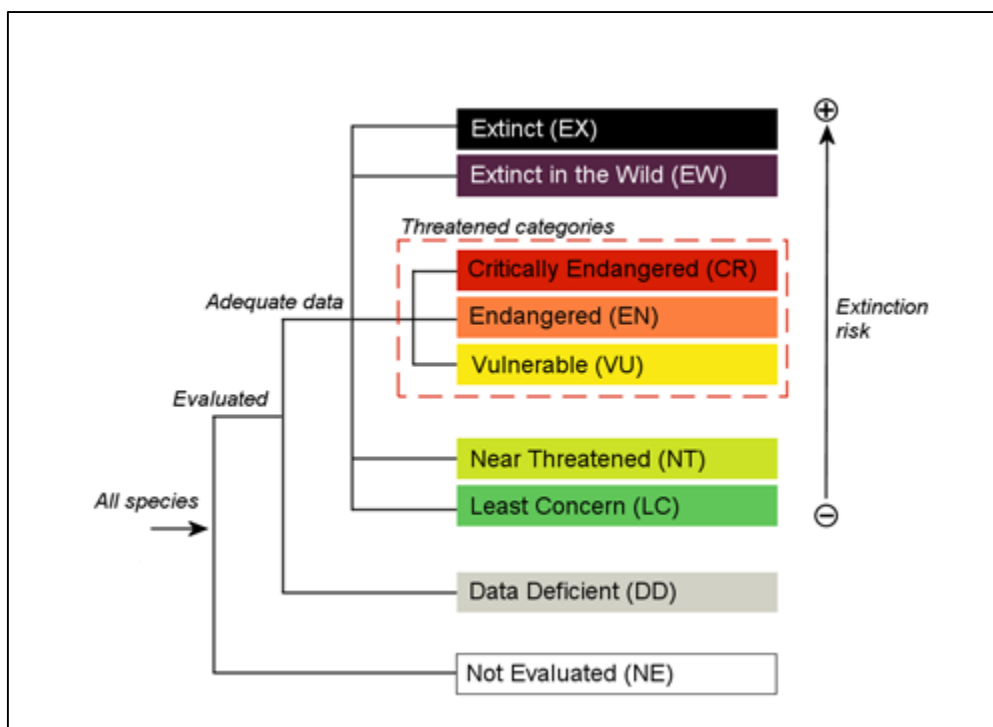 Extinct (EX)
Extinct in the Wild (EW)
Threatened categories
Critically Endangered (CR)
Adequate data
Endangered (EN)
Extinction
risk
Vulnerable (VU)
Evaluated
Near Threatened (NT)
All species
Least Concern (LC)
Data Deficient (DD)
Not Evaluated (NE)